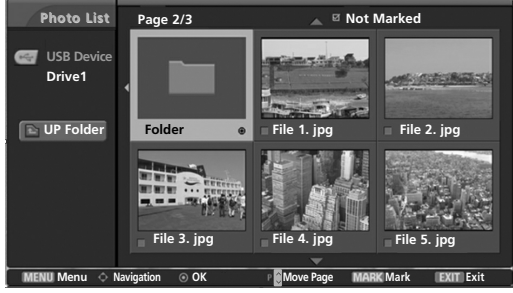 Photo List
Page 2/3
Not Marked
USB Device
Drive1
UP Folder
Folder
File 1. jpg
File 2. jpg
File 3. jpg
File 4. jpg
File 5. jpg
MENU Menu Navigation OK P Move Page MARK Mark EXIT Exit